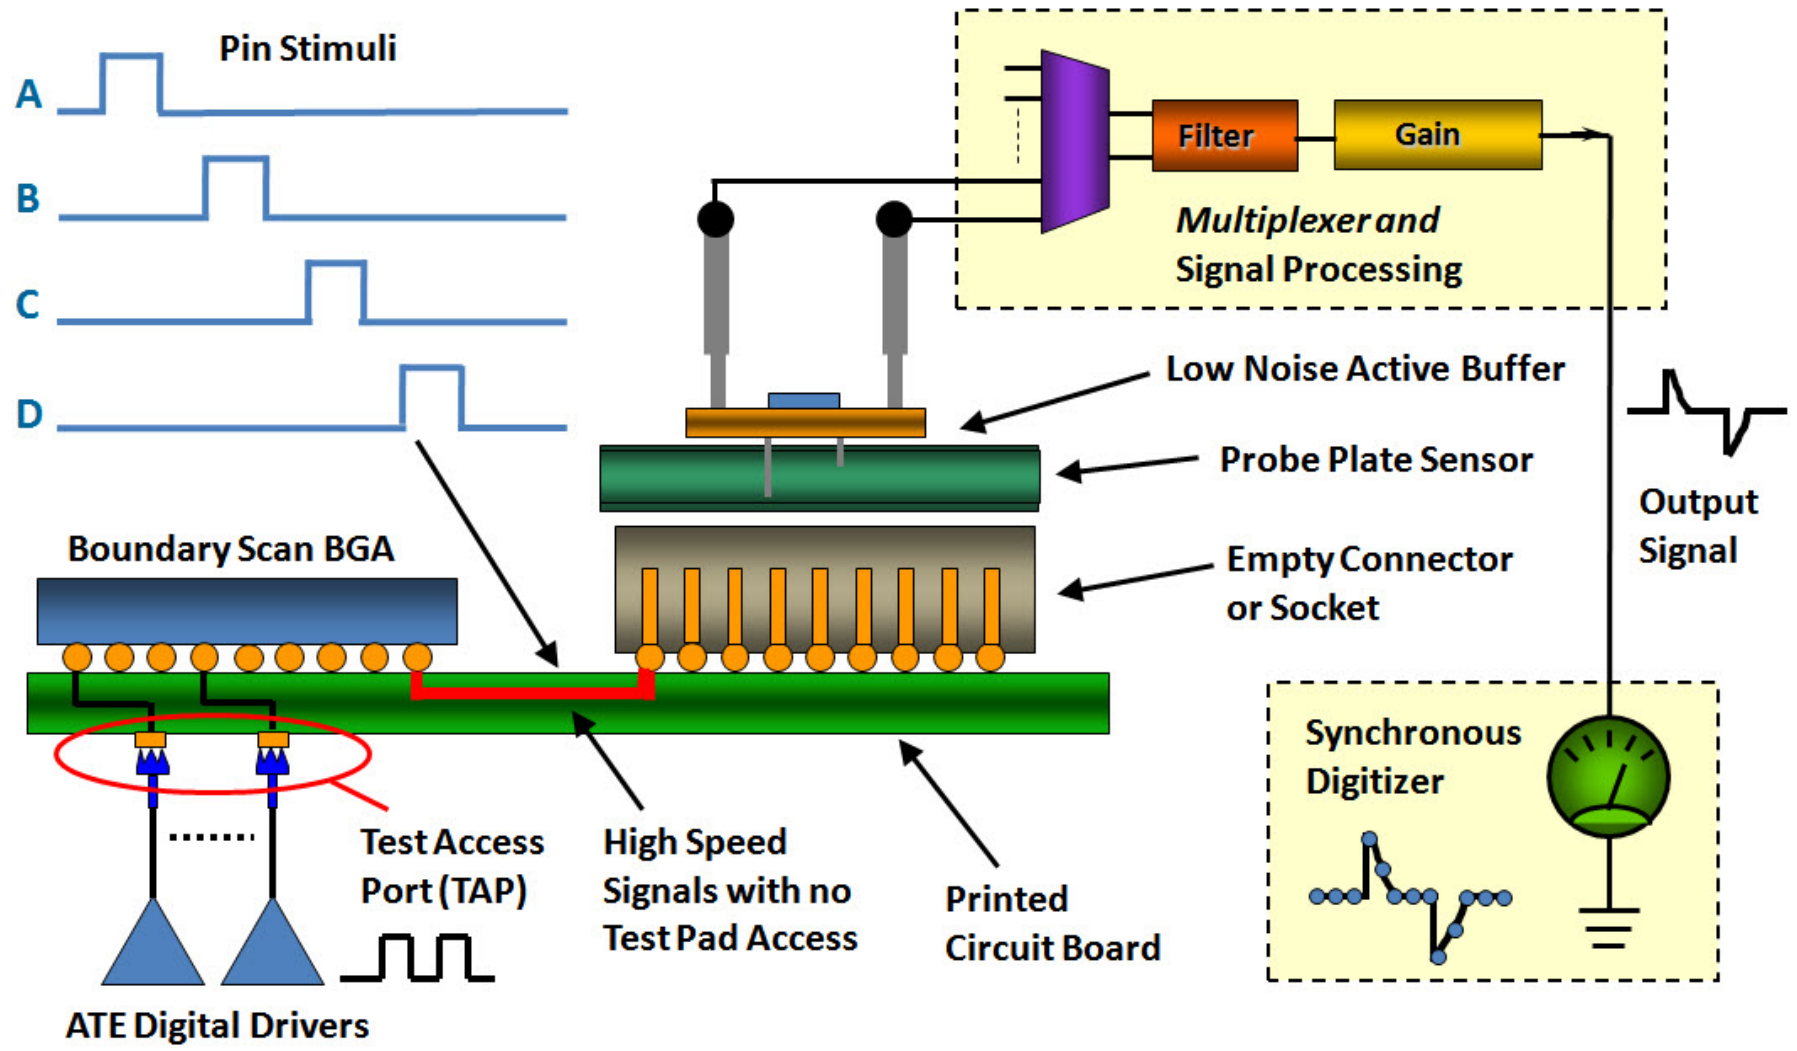 Pin Stimuli
A
B
C
D
Filter
Gain
Multiplexer and
Signal Processing
Low Noise Active Buffer
Probe Plate Sensor
Output
Signal
Boundary Scan BGA
Empty Connector
or Socket
Synchronous
Digitizer
Test Access
Port (TAP)
High Speed
Signals with no
Test Pad Access
Printed
Circuit Board
ATE Digital Drivers